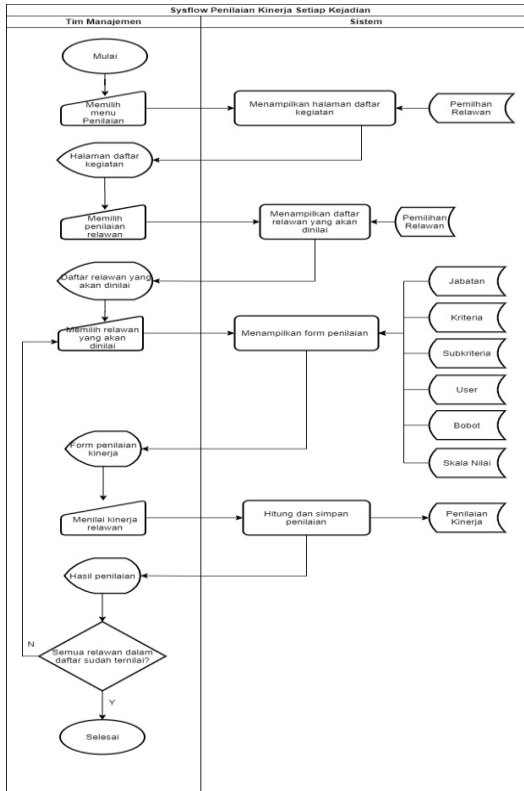 Sysflow Penilaian Kinerja Setiap Kejadian
Tim Manajemen
Sistem
Mulai
Memilih
menu
Penilaian
Menampilkan halaman daftar
kegiatan
Pemilhan
Relawan
Halaman daftar
kegiatan
Memilih
penilaian
relawan
Menampilkan daftar
relawan yang akan
dinilai
Pemilihan
Relawan
Daftar relawan yang
akan dinilai
Memilih relawan
yang akan
dinilai
Menampilkan form penilaian
Jabatan
Kriteria
Subkriteria
User
Bobot
Skala Nilai
Form penilaian
kinerja
Menilai kinerja
relawan
Hitung dan simpan
penilaian
Penilaian
Kinerja
Hasil penilaian
N
Semua relawan dalam
daftar sudah ternilai?
Y
Selesai